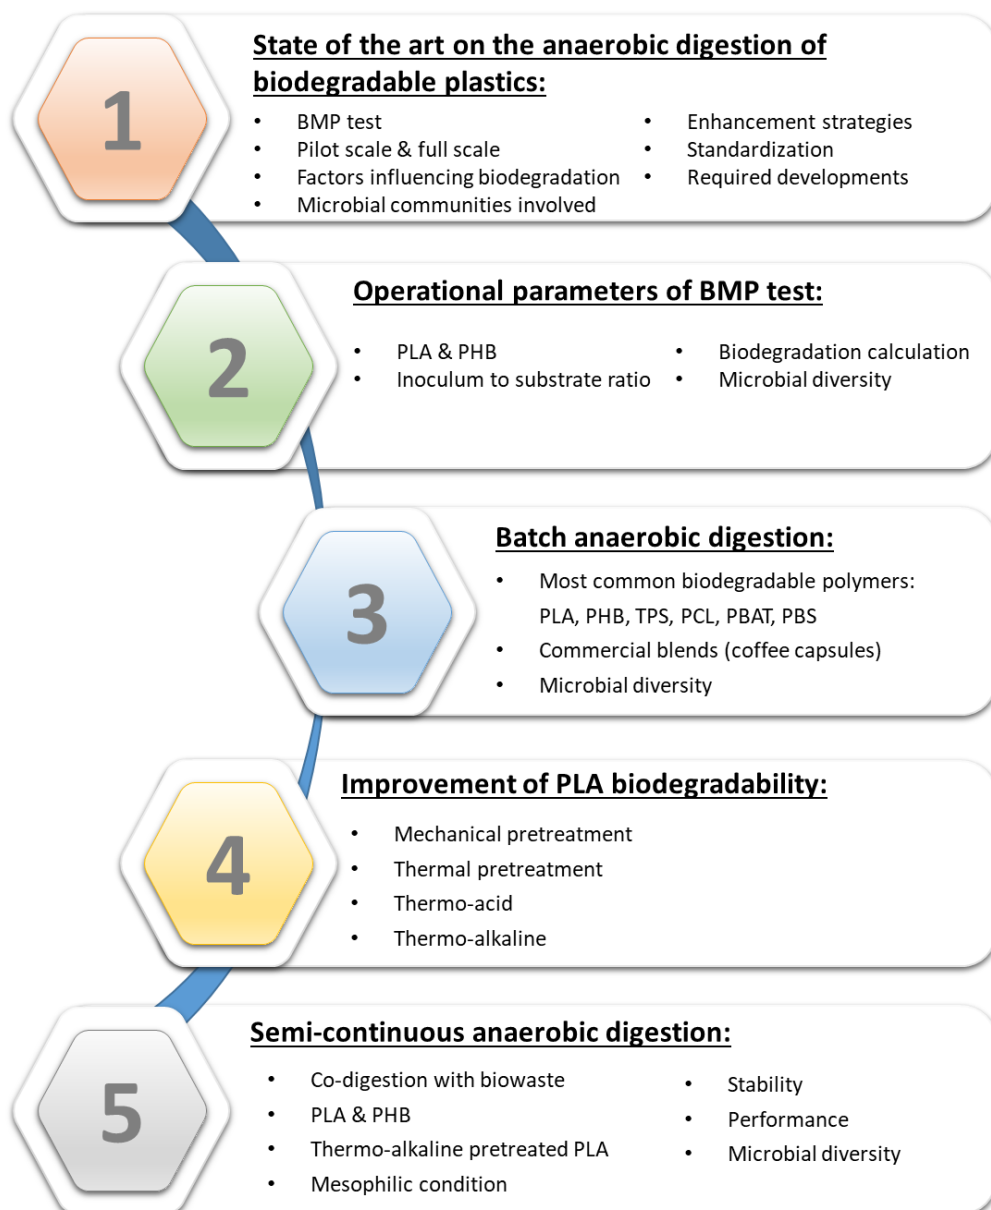 1
State of the art on the anaerobic digestion of
biodegradable plastics:
• BMP test
• Pilot scale & full scale
• Factors influencing biodegradation
• Microbial communities involved
• Enhancement strategies
• Standardization
• Required developments
2
Operational parameters of BMP test:
• PLA & PHB
• Inoculum to substrate ratio
• Biodegradation calculation
• Microbial diversity
3
Batch anaerobic digestion:
• Most common biodegradable polymers:
PLA, PHB, TPS, PCL, PBAT, PBS
• Commercial blends (coffee capsules)
• Microbial diversity
4
Improvement of PLA biodegradability:
• Mechanical pretreatment
• Thermal pretreatment
• Thermo-acid
• Thermo-alkaline
5
Semi-continuous anaerobic digestion:
• Co-digestion with biowaste
• PLA & PHB
• Thermo-alkaline pretreated PLA
• Mesophilic condition
• Stability
• Performance
• Microbial diversity